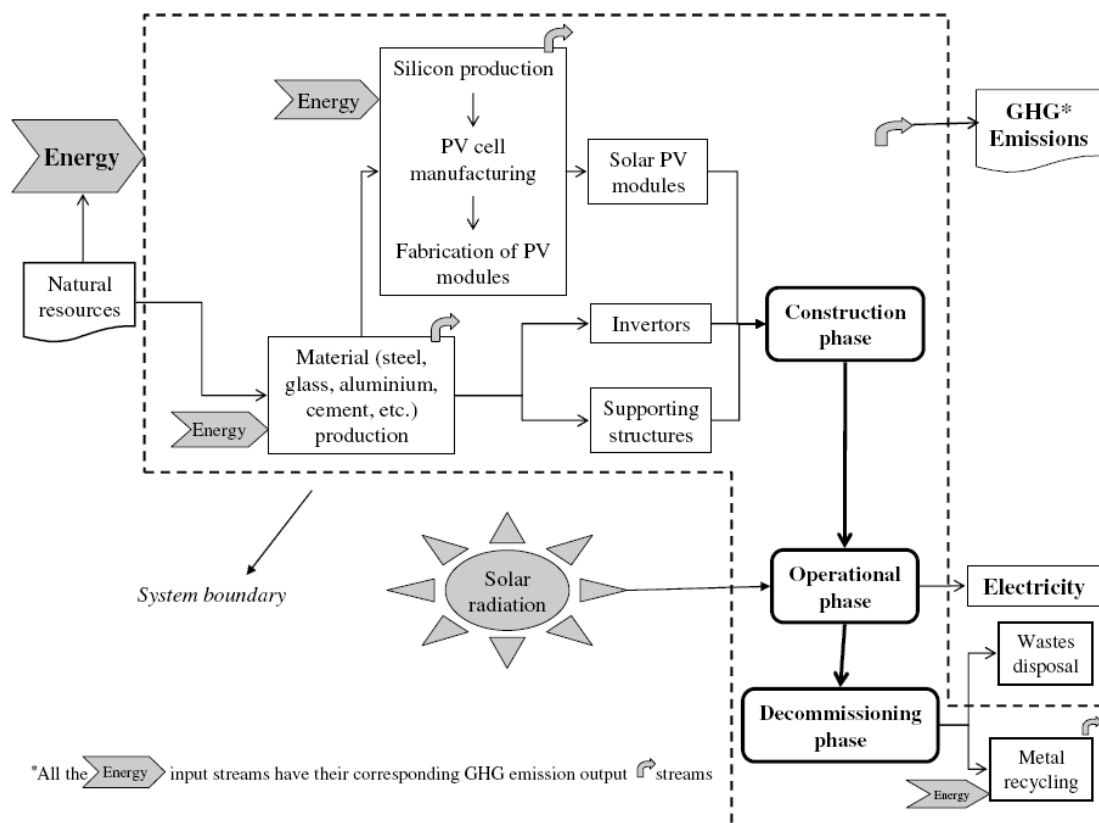 Silicon production
Energy
PV cell
manufacturing
Fabrication of PV
modules
Solar PV
modules
GHG*
Emissions
Energy
Natural
resources
Material (steel,
glass, aluminium,
cement, etc.)
production
Energy
Invertors
Supporting
structures
Construction
phase
System boundary
Solar
radiation
Operational
phase
Electricity
Wastes
disposal
Decommissioning
phase
Metal
recycling
Energy
*All the Energy input streams have their corresponding GHG emission output streams